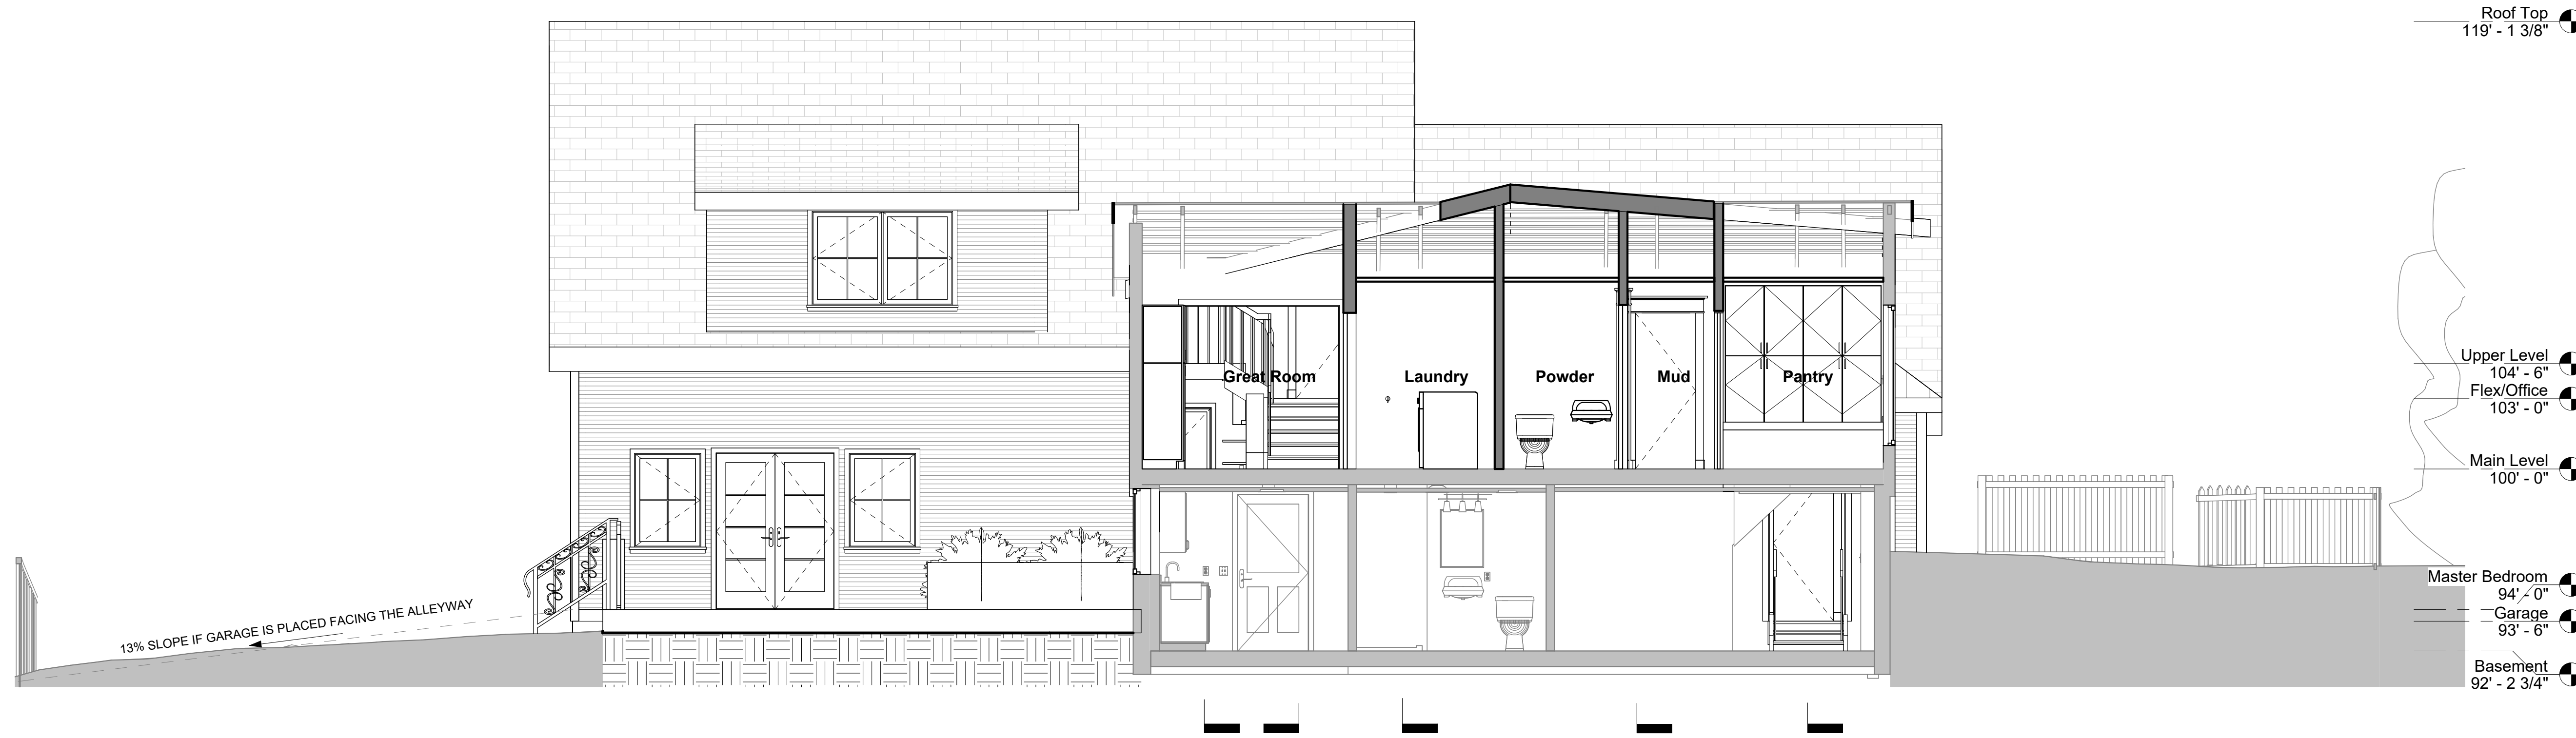 Roof Top
119' - 1 3/8"
Upper Level
104' - 6"
Flex/Office
103' - 0"
Great Room
Laundry
Powder
Mud
Pantry
Main Level
100' - 0"
Master Bedroom
94' - 0"
13% SLOPE IF GARAGE IS PLACED FACING THE ALLEYWAY
Garage
93' - 6"
Basement
92' - 2 3/4"